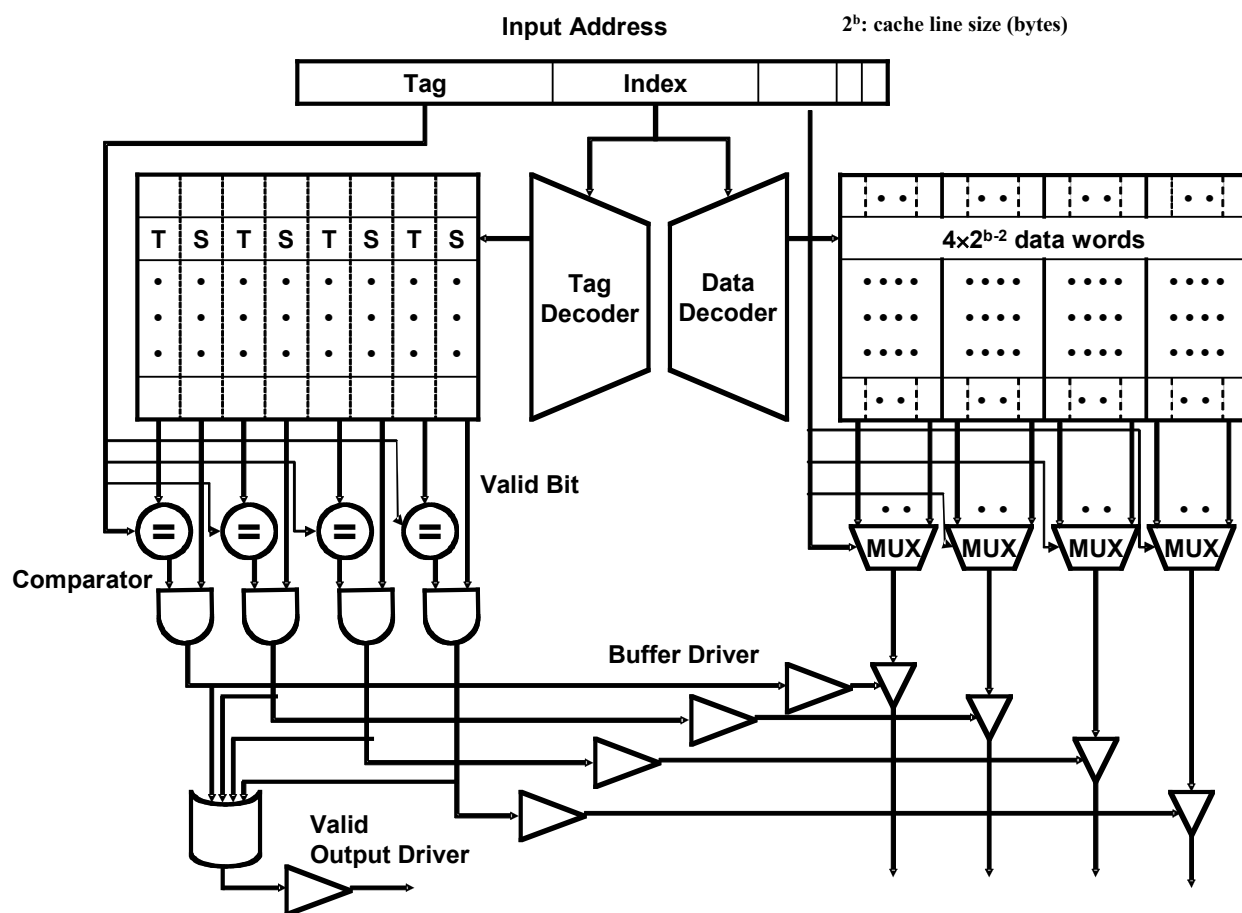 Input Address
2ᵇ: cache line size (bytes)
Tag Index
T S T S T S T S
4×2ᵇ⁻² data words
Tag
Decoder
Data
Decoder
Valid Bit
= = = =
MUX MUX MUX MUX
Comparator
Buffer Driver
Valid
Output Driver